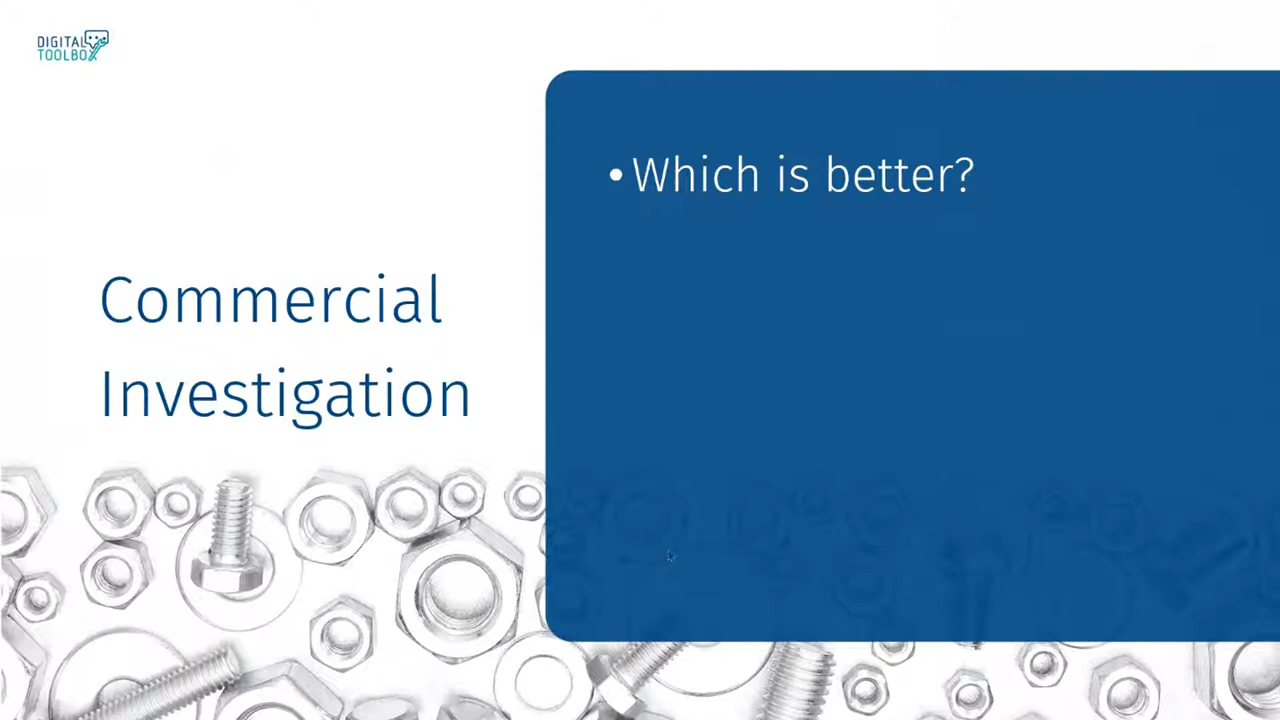 DIGITAL
TOOLBOX
• Which is better?
Commercial
Investigation